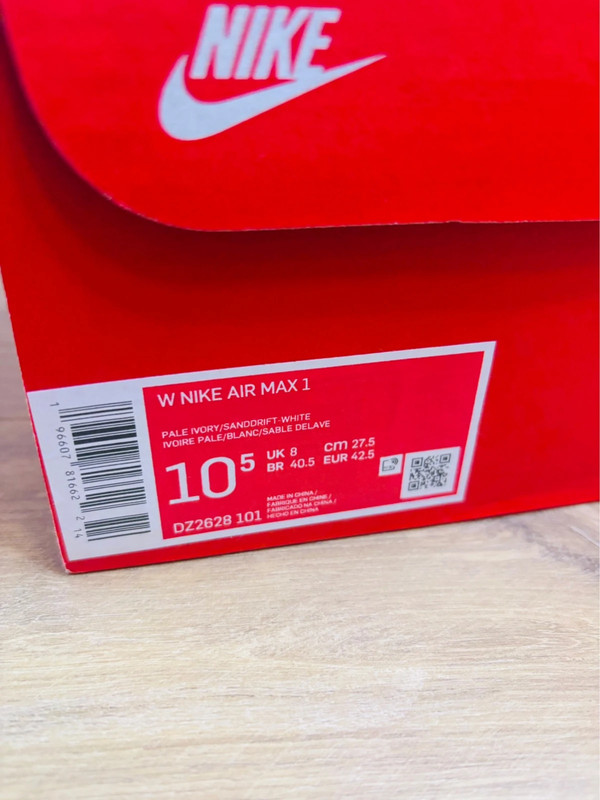 NIKE
W NIKE AIR MAX 1
PALE IVORY/SANDDRIFT-WHITE
IVOIRE PALE/BLANC/SABLE DELAVE
10⁵
UK 8
cm 27.5
BR 40.5
EUR 42.5
DZ2628 101
MADE IN CHINA/
FABRIQUE EN CHINE/
FABRICADO NA CHINA/
HECHO EN CHINA
1 96607 81662 2 14